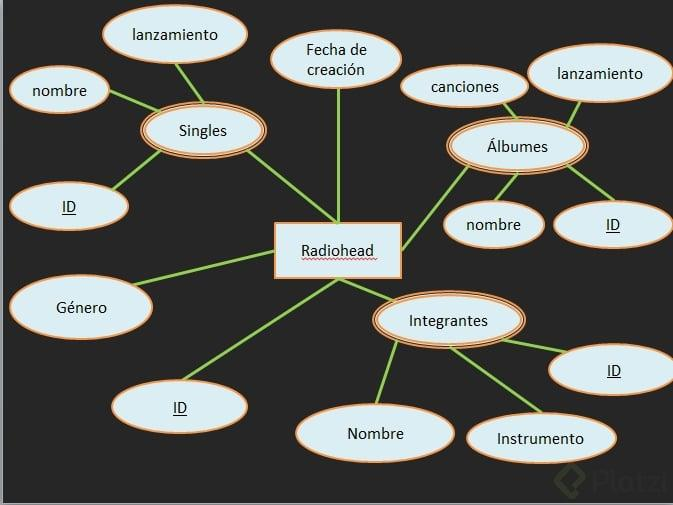 lanzamiento
Fecha de
creación
lanzamiento
canciones
nombre
Singles
Álbumes
ID
nombre
ID
Radiohead
Género
Integrantes
ID
ID
Nombre
Instrumento
Platzi